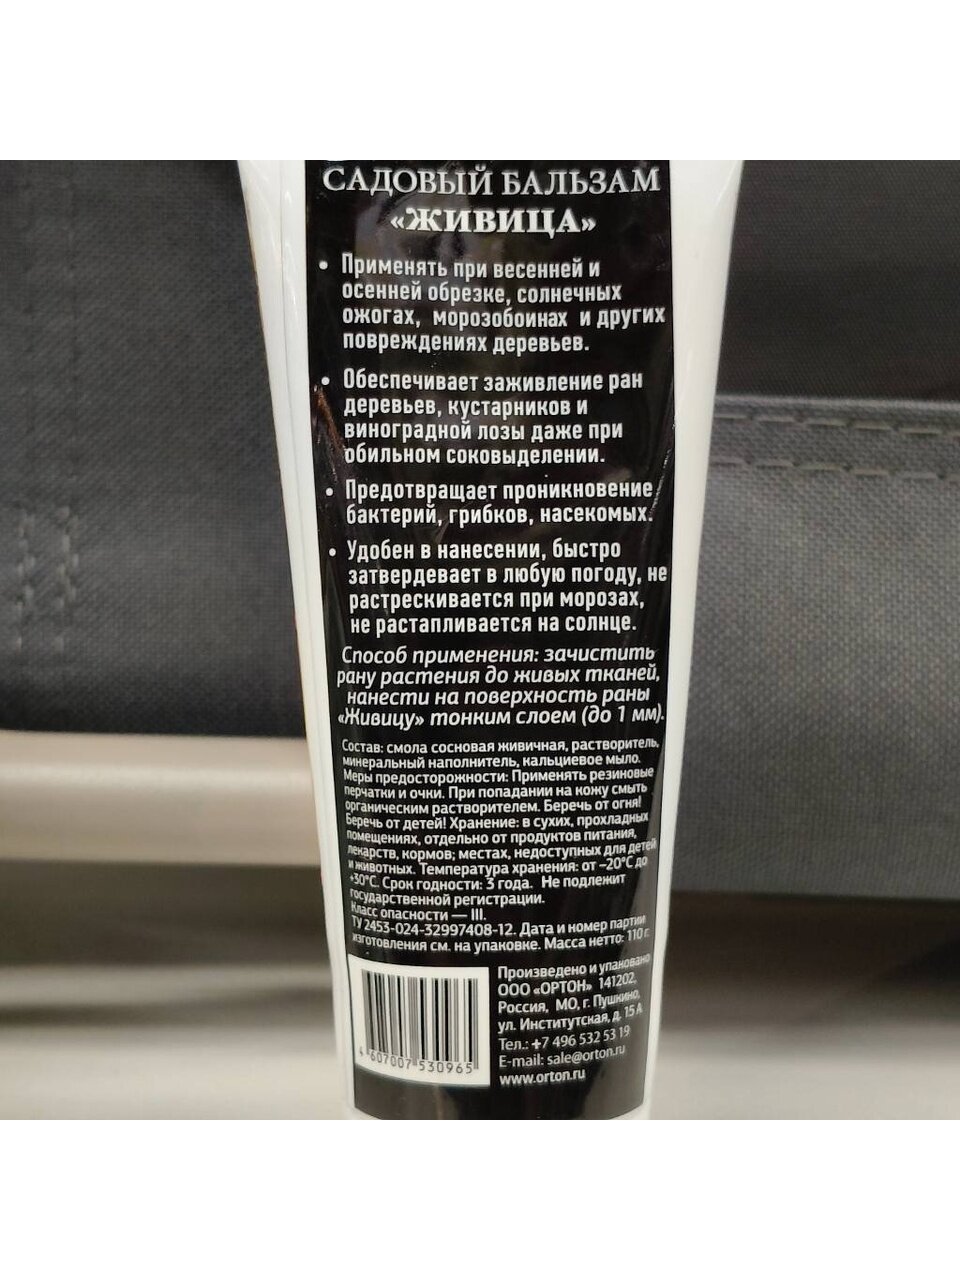 САДОВЫЙ БАЛЬЗАМ
«ЖИВИЦА»
• Применять при весенней и
осенней обрезке, солнечных
ожогах, морозобоинах и других
повреждениях деревьев.
• Обеспечивает заживление ран
деревьев, кустарников и
виноградной лозы даже при
обильном соковыделении.
• Предотвращает проникновение
бактерий, грибков, насекомых.
• Удобен в нанесении, быстро
затвердевает в любую погоду, не
растрескивается при морозах,
не растапливается на солнце.
Способ применения: зачистить
рану растения до живых тканей,
нанести на поверхность раны
«Живицу» тонким слоем (до 1 мм).
Состав: смола сосновая живичная, растворитель,
минеральный наполнитель, кальциевое мыло.
Меры предосторожности: Применять резиновые
перчатки и очки. При попадании на кожу смыть
органическим растворителем. Беречь от огня!
Беречь от детей! Хранение: в сухих, прохладных
помещениях, отдельно от продуктов питания,
лекарств, кормов; местах, недоступных для детей
и животных. Температура хранения: от –20°С до
+30°С. Срок годности: 3 года. Не подлежит
государственной регистрации.
Класс опасности — III.
ТУ 2453-024-32997408-12. Дата и номер партии
изготовления см. на упаковке. Масса нетто: 110 г.
Произведено и упаковано
ООО «ОРТОН» 141202,
Россия, МО, г. Пушкино,
ул. Институтская, д. 15 А
Тел.: +7 496 532 53 19
E-mail: sale@orton.ru
www.orton.ru
4 607007 530965